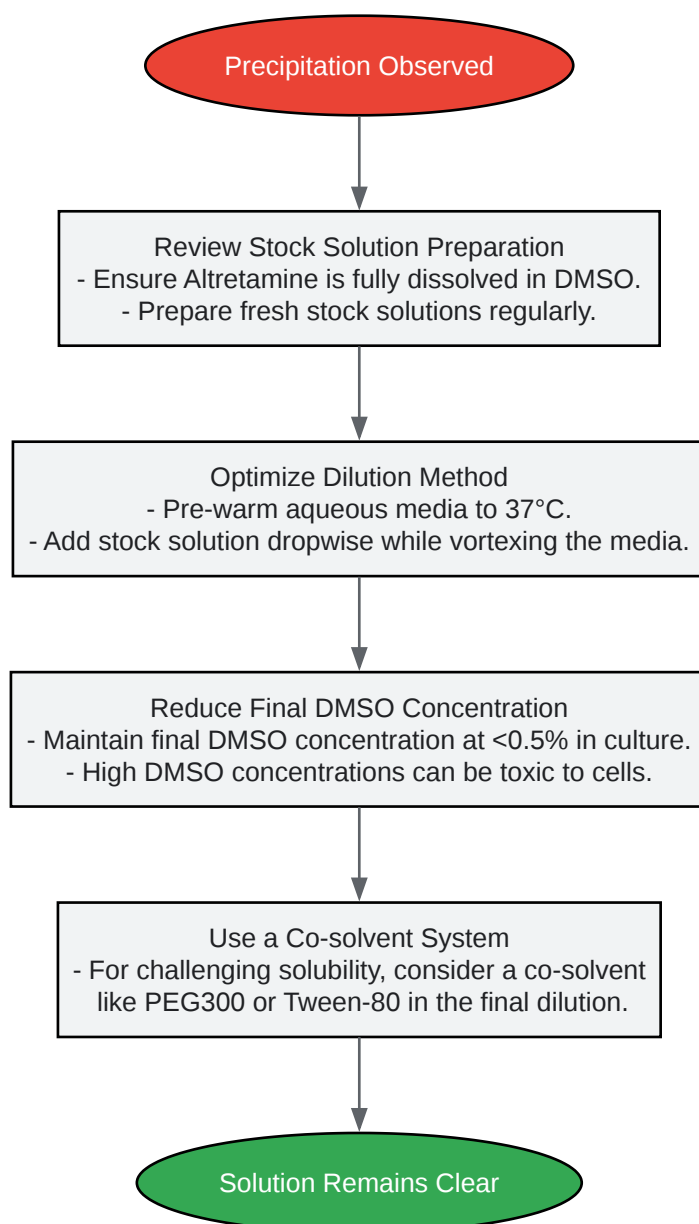 Precipitation Observed
Review Stock Solution Preparation
- Ensure Altretamine is fully dissolved in DMSO.
- Prepare fresh stock solutions regularly.
Optimize Dilution Method
- Pre-warm aqueous media to 37°C.
- Add stock solution dropwise while vortexing the media.
Reduce Final DMSO Concentration
- Maintain final DMSO concentration at <0.5% in culture.
- High DMSO concentrations can be toxic to cells.
Use a Co-solvent System
- For challenging solubility, consider a co-solvent
like PEG300 or Tween-80 in the final dilution.
Solution Remains Clear